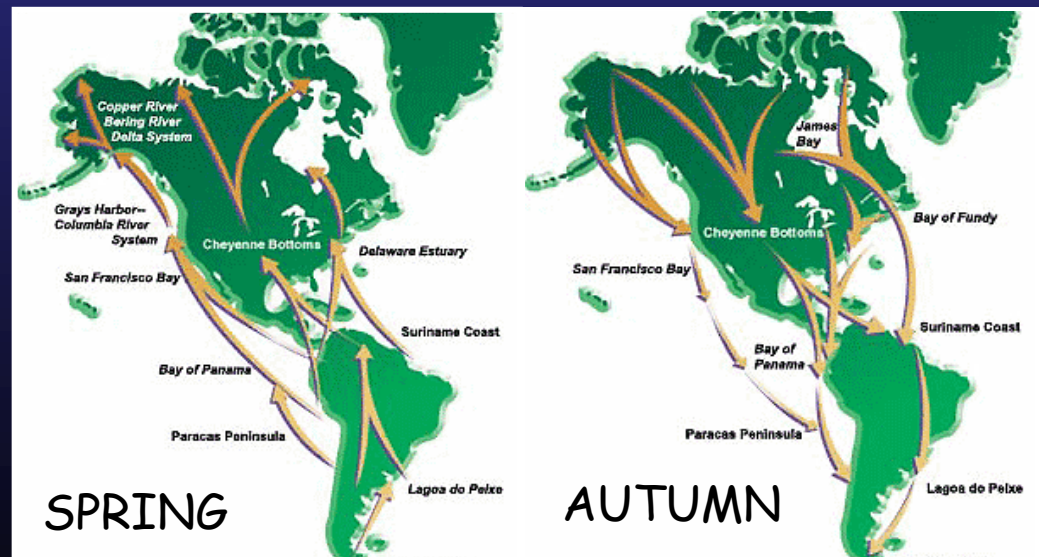 Copper River
Bering River
Delta System
Grays Harbor--
Columbia River
System
Cheyenne Bottoms
Delaware Estuary
San Francisco Bay
Suriname Coast
Bay of Panama
Paracas Peninsula
Lagoa do Peixe
SPRING
James
Bay
Bay of Fundy
Cheyenne Bottoms
San Francisco Bay
Suriname Coast
Bay of
Panama
Paracas Peninsula
Lagoa do Peixe
AUTUMN